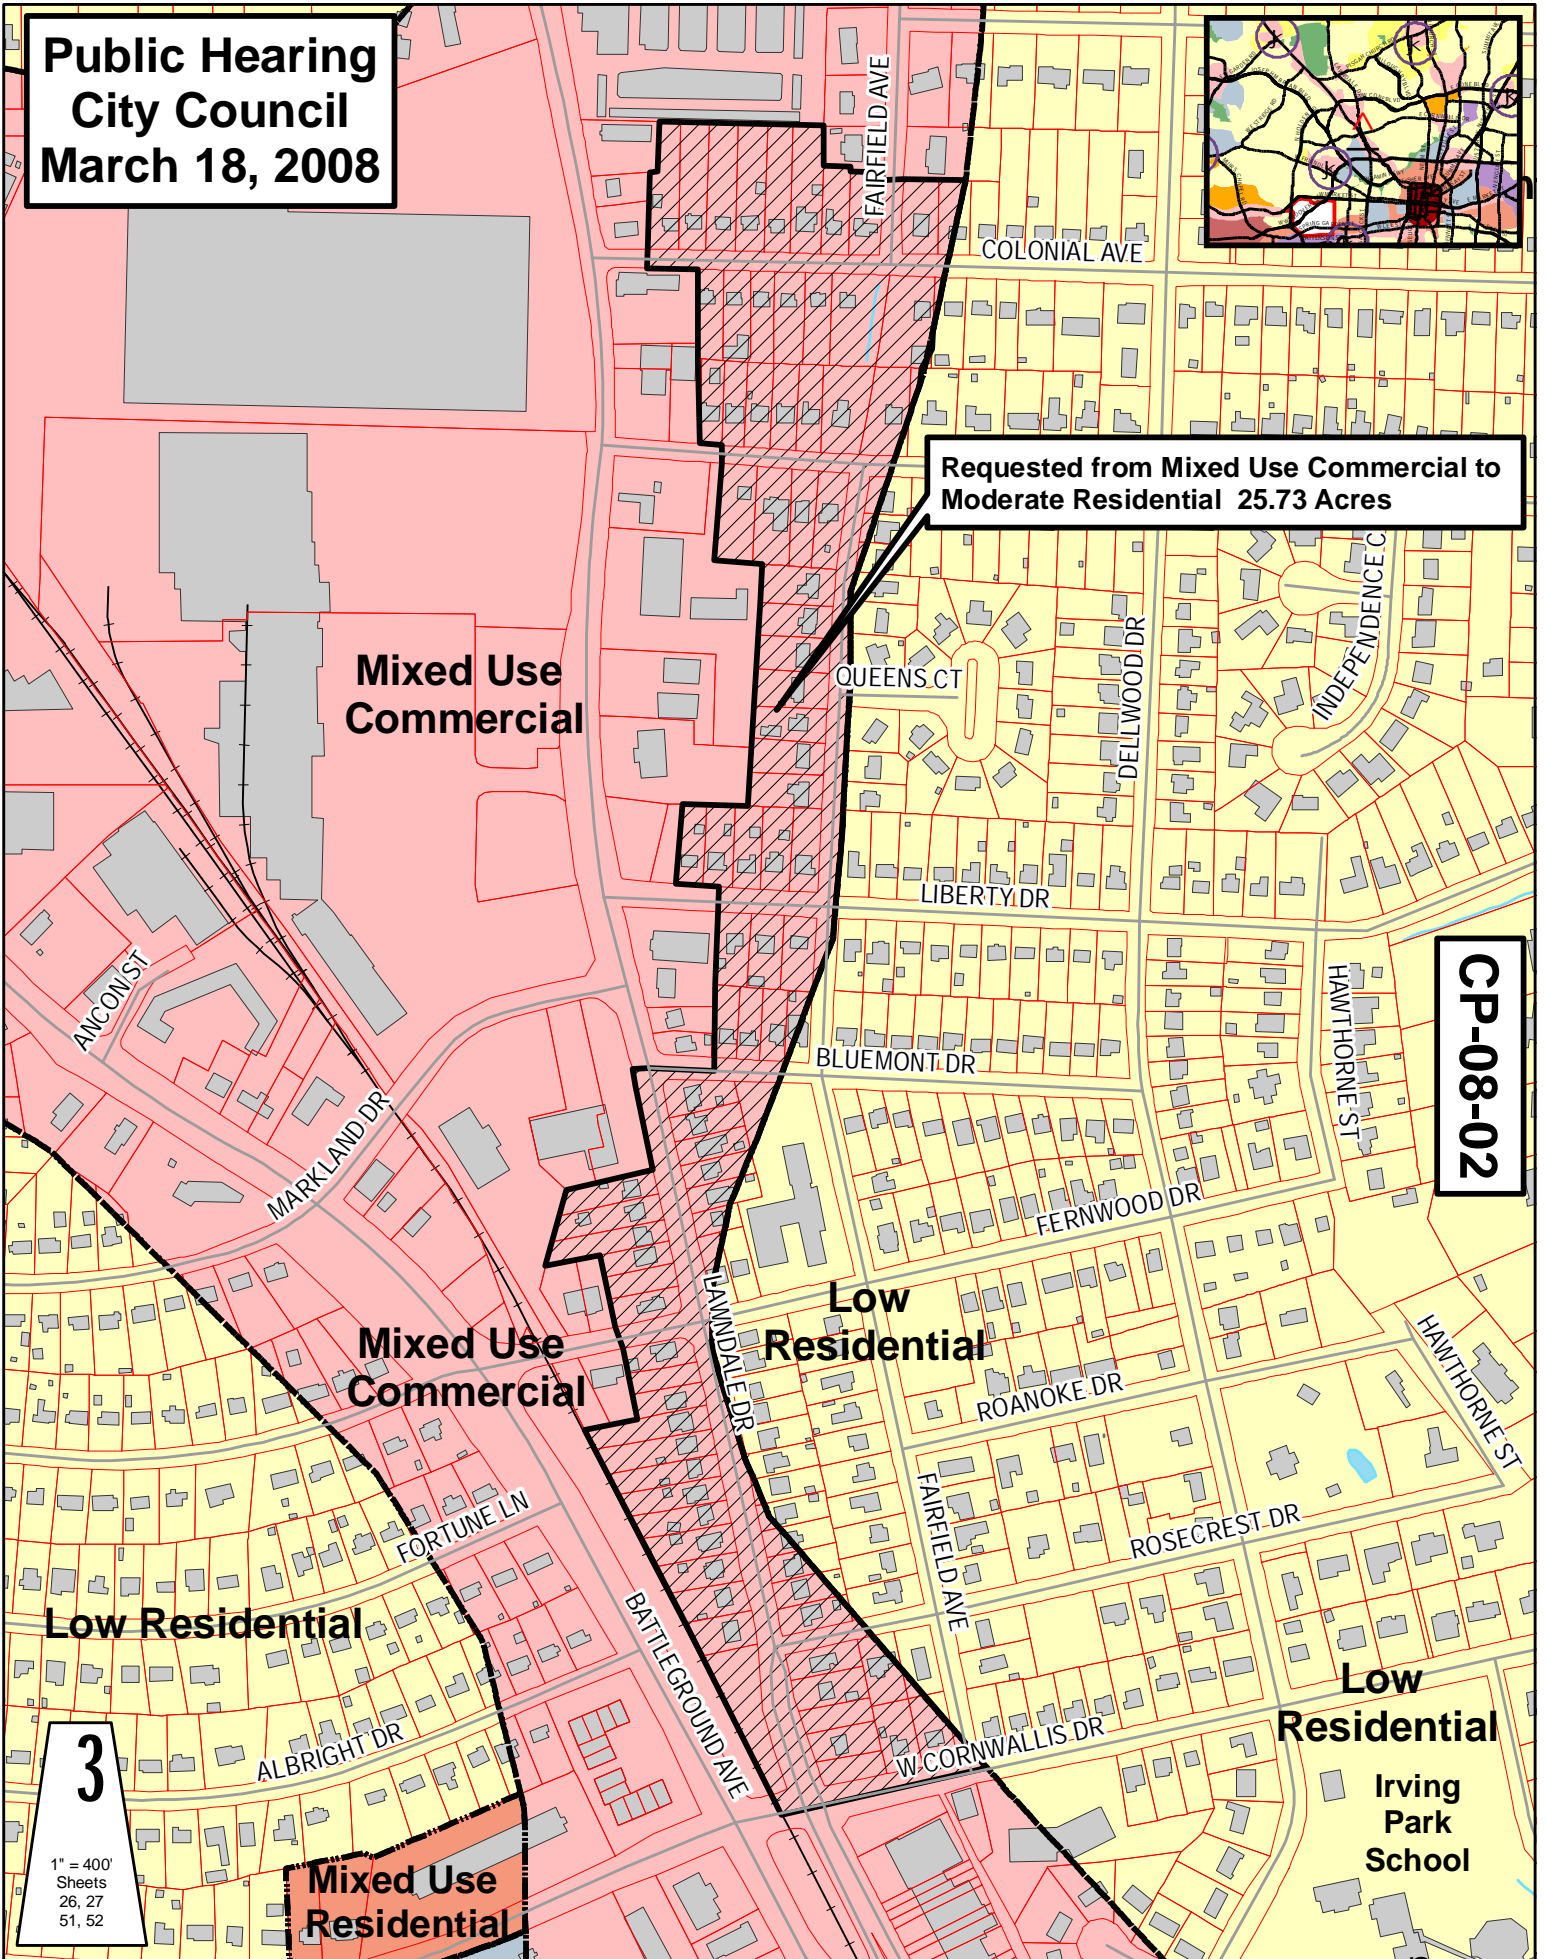 Public Hearing
City Council
March 18, 2008
FAIRFIELD AVE
COLONIAL AVE
Requested from Mixed Use Commercial to
Moderate Residential 25.73 Acres
INDEPENDENCE C
Mixed Use
Commercial
QUEENS CT
DELLWOOD DR
LIBERTY DR
ANCON ST
HAWTHORNE ST
CP-08-02
BLUEMONT DR
MARKLAND DR
FERNWOOD DR
LAWNDALE DR
Low
Residential
Mixed Use
Commercial
HAWTHORNE ST
ROANOKE DR
FAIRFIELD AVE
FORTUNE LN
ROSECREST DR
Low Residential
BATTLEGROUND AVE
Low
Residential
ALBRIGHT DR
W CORNWALLIS DR
Irving
Park
School
3
1" = 400'
Sheets
26, 27
51, 52
Mixed Use
Residential